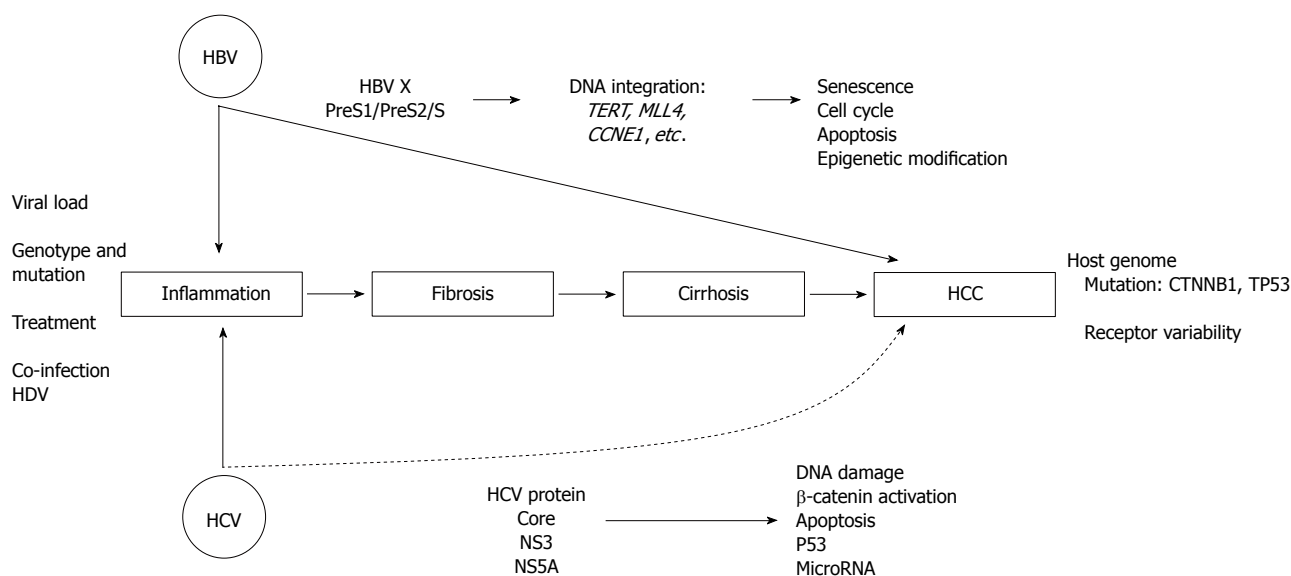 HBV
HBV X
PreS1/PreS2/S
DNA integration:
TERT, MLL4,
CCNE1, etc.
Senescence
Cell cycle
Apoptosis
Epigenetic modification
Viral load
Genotype and
mutation
Treatment
Co-infection
HDV
Inflammation
Fibrosis
Cirrhosis
HCC
Host genome
Mutation: CTNNB1, TP53
Receptor variability
HCV
HCV protein
Core
NS3
NS5A
DNA damage
β-catenin activation
Apoptosis
P53
MicroRNA